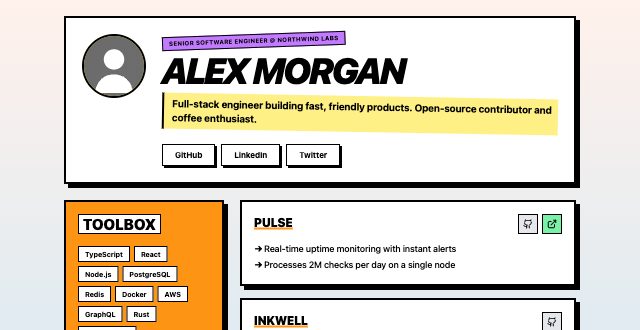 SENIOR SOFTWARE ENGINEER @ NORTHWIND LABS
ALEX MORGAN
Full-stack engineer building fast, friendly products. Open-source contributor and
coffee enthusiast.
GitHub LinkedIn Twitter
TOOLBOX
TypeScript React
Node.js PostgreSQL
Redis Docker AWS
GraphQL Rust
PULSE
➔ Real-time uptime monitoring with instant alerts
➔ Processes 2M checks per day on a single node
INKWELL